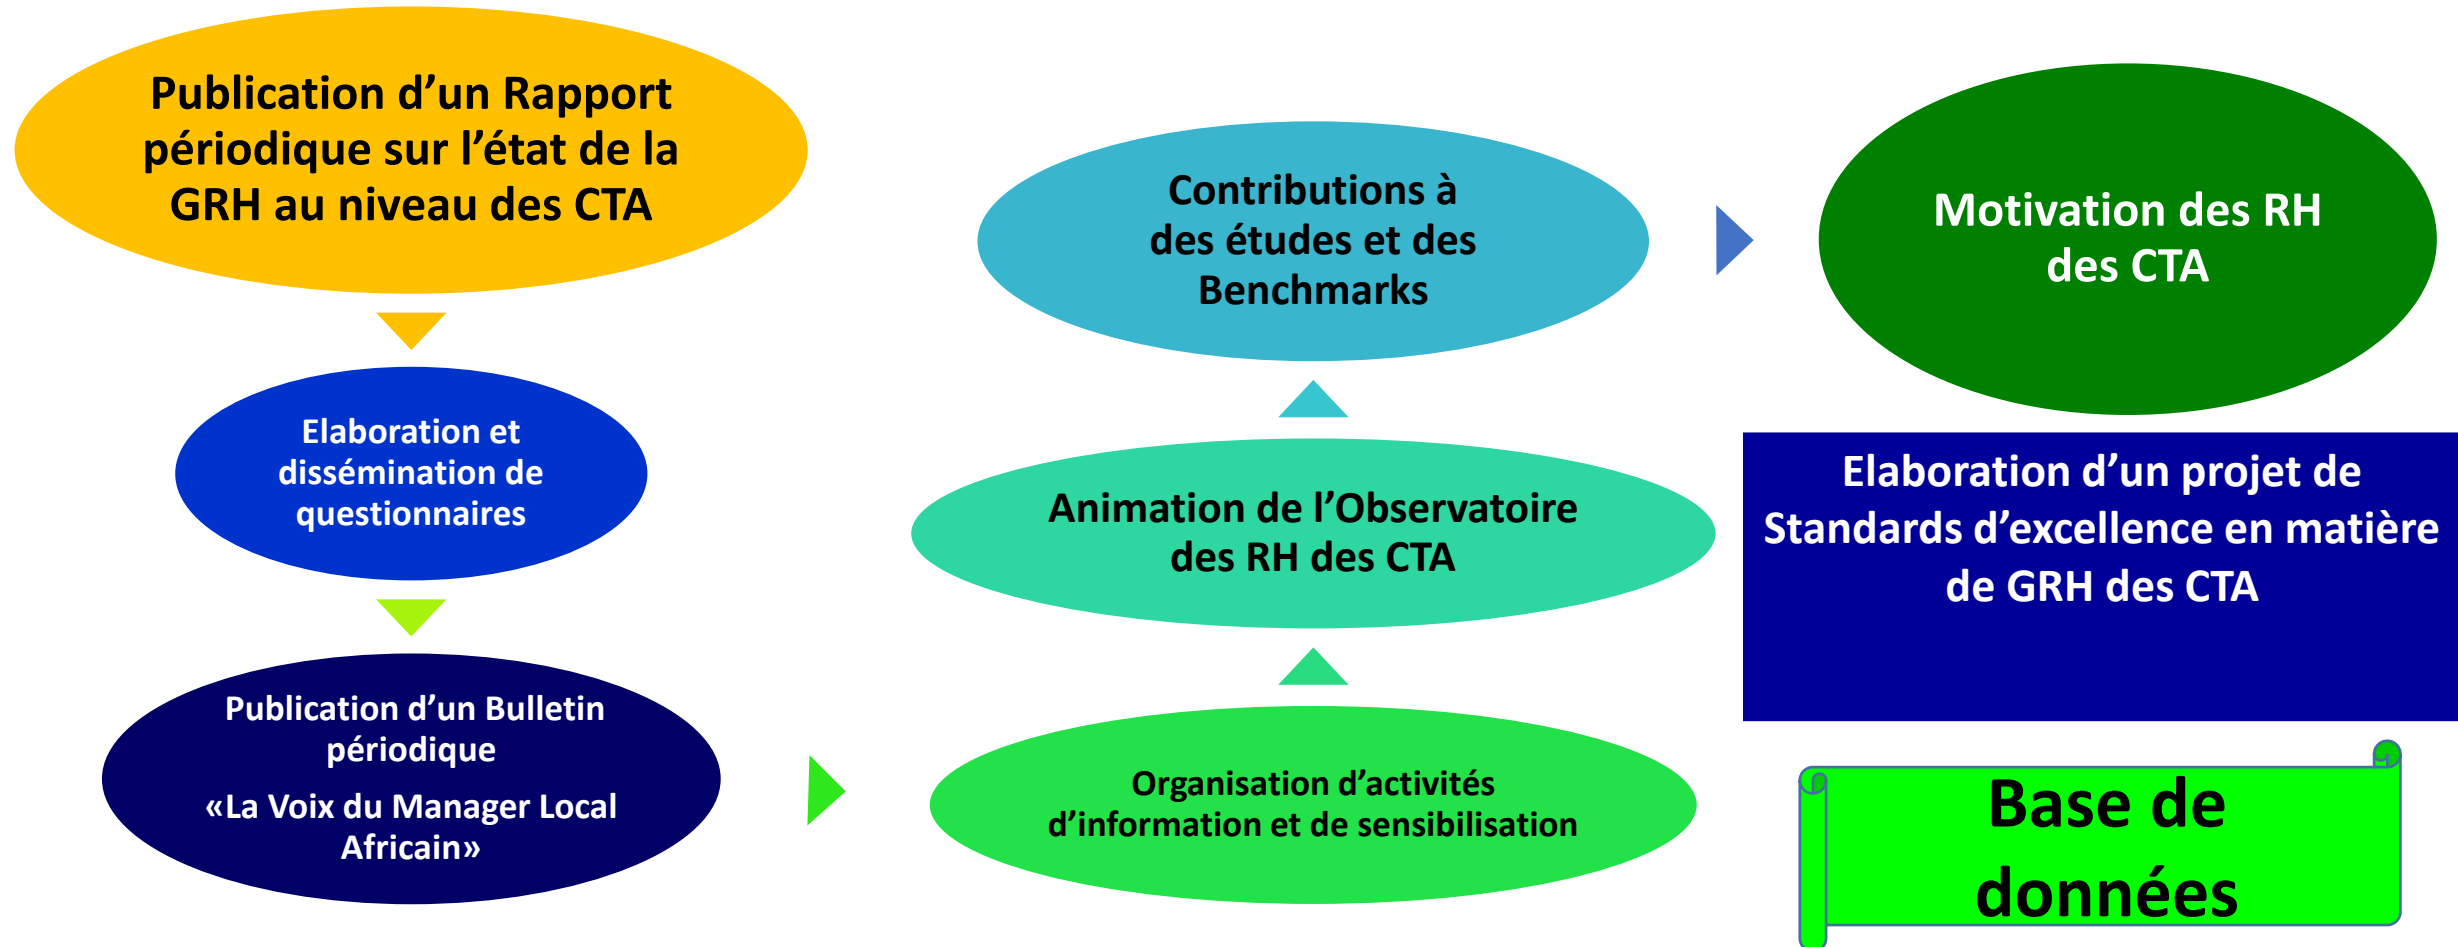 Publication d’un Rapport
périodique sur l’état de la
GRH au niveau des CTA
Elaboration et
dissémination de
questionnaires
Publication d’un Bulletin
périodique
«La Voix du Manager Local
Africain»
Organisation d’activités
d’information et de sensibilisation
Animation de l’Observatoire
des RH des CTA
Contributions à
des études et des
Benchmarks
Motivation des RH
des CTA
Elaboration d’un projet de
Standards d’excellence en matière
de GRH des CTA
Base de
données